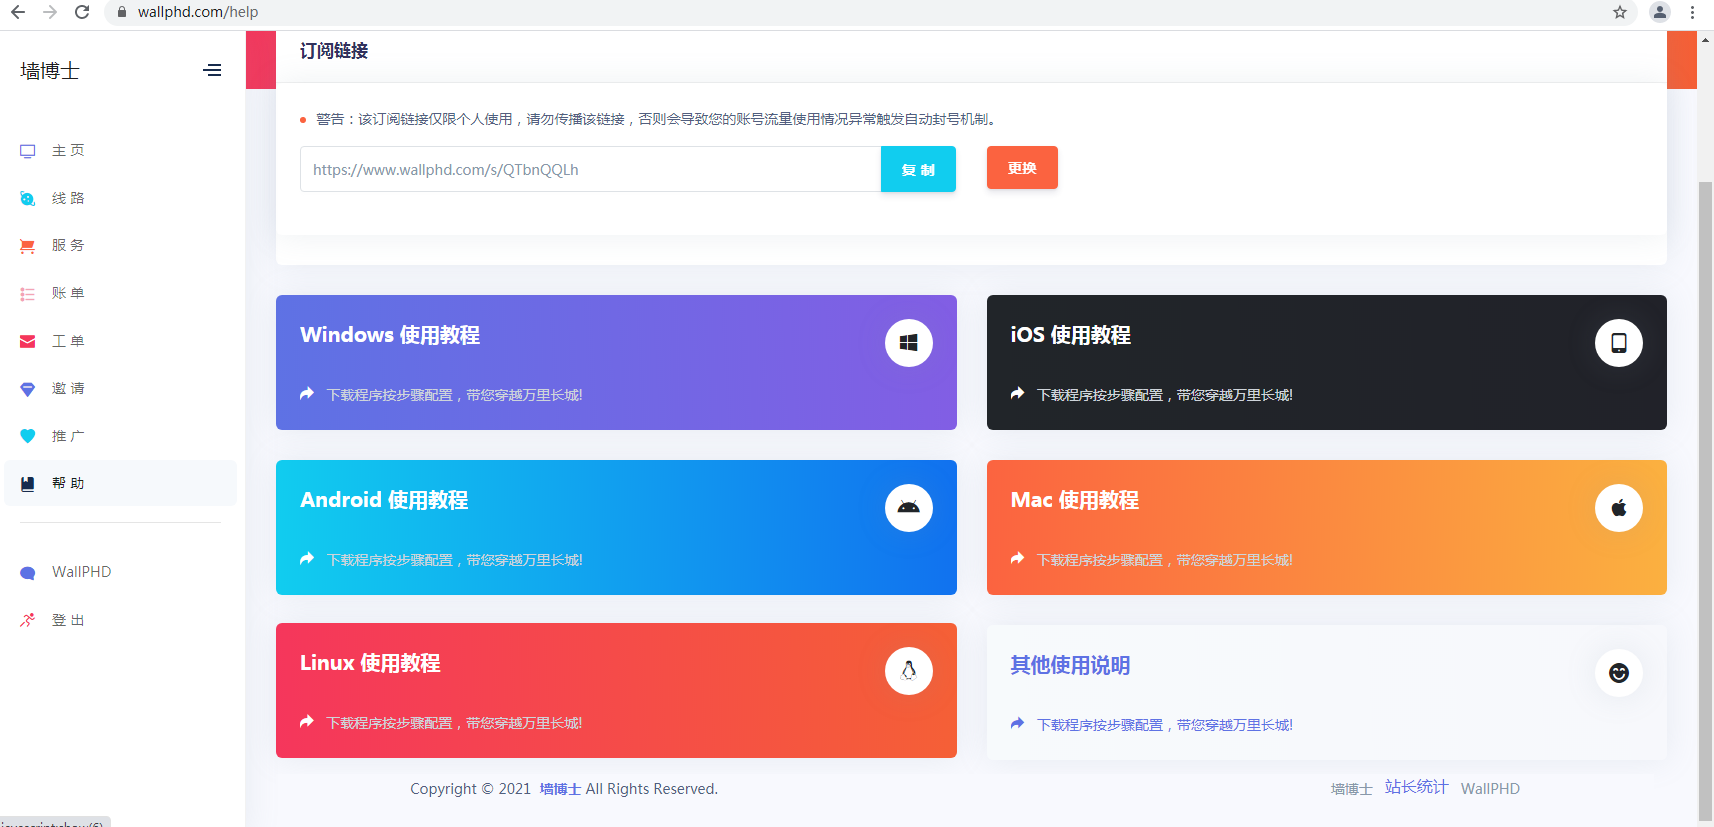 wallphd.com/help
墙博士
主 页
线 路
服 务
账 单
工 单
邀 请
推 广
帮 助
WallPHD
登 出
订阅链接
警告：该订阅链接仅限个人使用，请勿传播该链接，否则会导致您的账号流量使用情况异常触发自动封号机制。
https://www.wallphd.com/s/QTbnQQLh
复 制
更换
Windows 使用教程
下载程序按步骤配置，带您穿越万里长城!
iOS 使用教程
下载程序按步骤配置，带您穿越万里长城!
Android 使用教程
下载程序按步骤配置，带您穿越万里长城!
Mac 使用教程
下载程序按步骤配置，带您穿越万里长城!
Linux 使用教程
下载程序按步骤配置，带您穿越万里长城!
其他使用说明
下载程序按步骤配置，带您穿越万里长城!
Copyright © 2021 墙博士 All Rights Reserved.
墙博士 站长统计 WallPHD